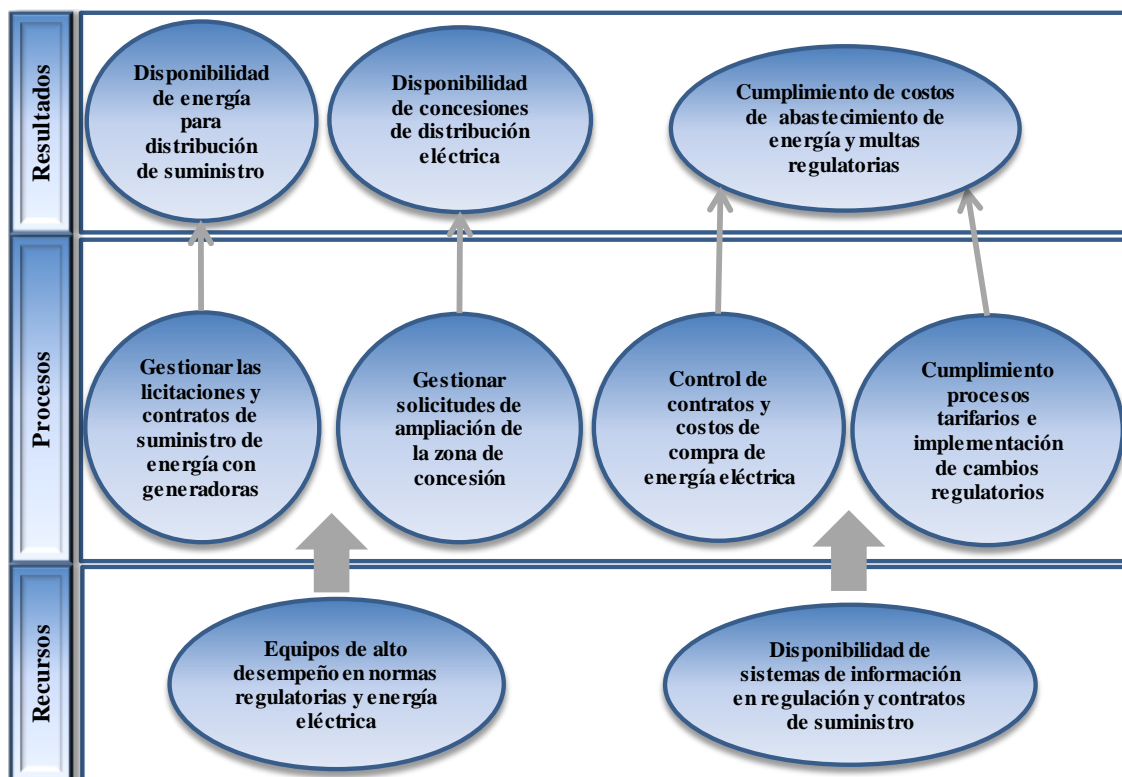 Resultados
Disponibilidad
de energía
para
distribución
de suministro
Disponibilidad
de concesiones
de distribución
eléctrica
Cumplimiento de costos
de abastecimiento de
energía y multas
regulatorias
Procesos
Gestionar las
licitaciones y
contratos de
suministro de
energía con
generadoras
Gestionar
solicitudes de
ampliación de
la zona de
concesión
Control de
contratos y
costos de
compra de
energía eléctrica
Cumplimiento
procesos
tarifarios e
implementación
de cambios
regulatorios
Recursos
Equipos de alto
desempeño en normas
regulatorias y energía
eléctrica
Disponibilidad de
sistemas de información
en regulación y contratos
de suministro